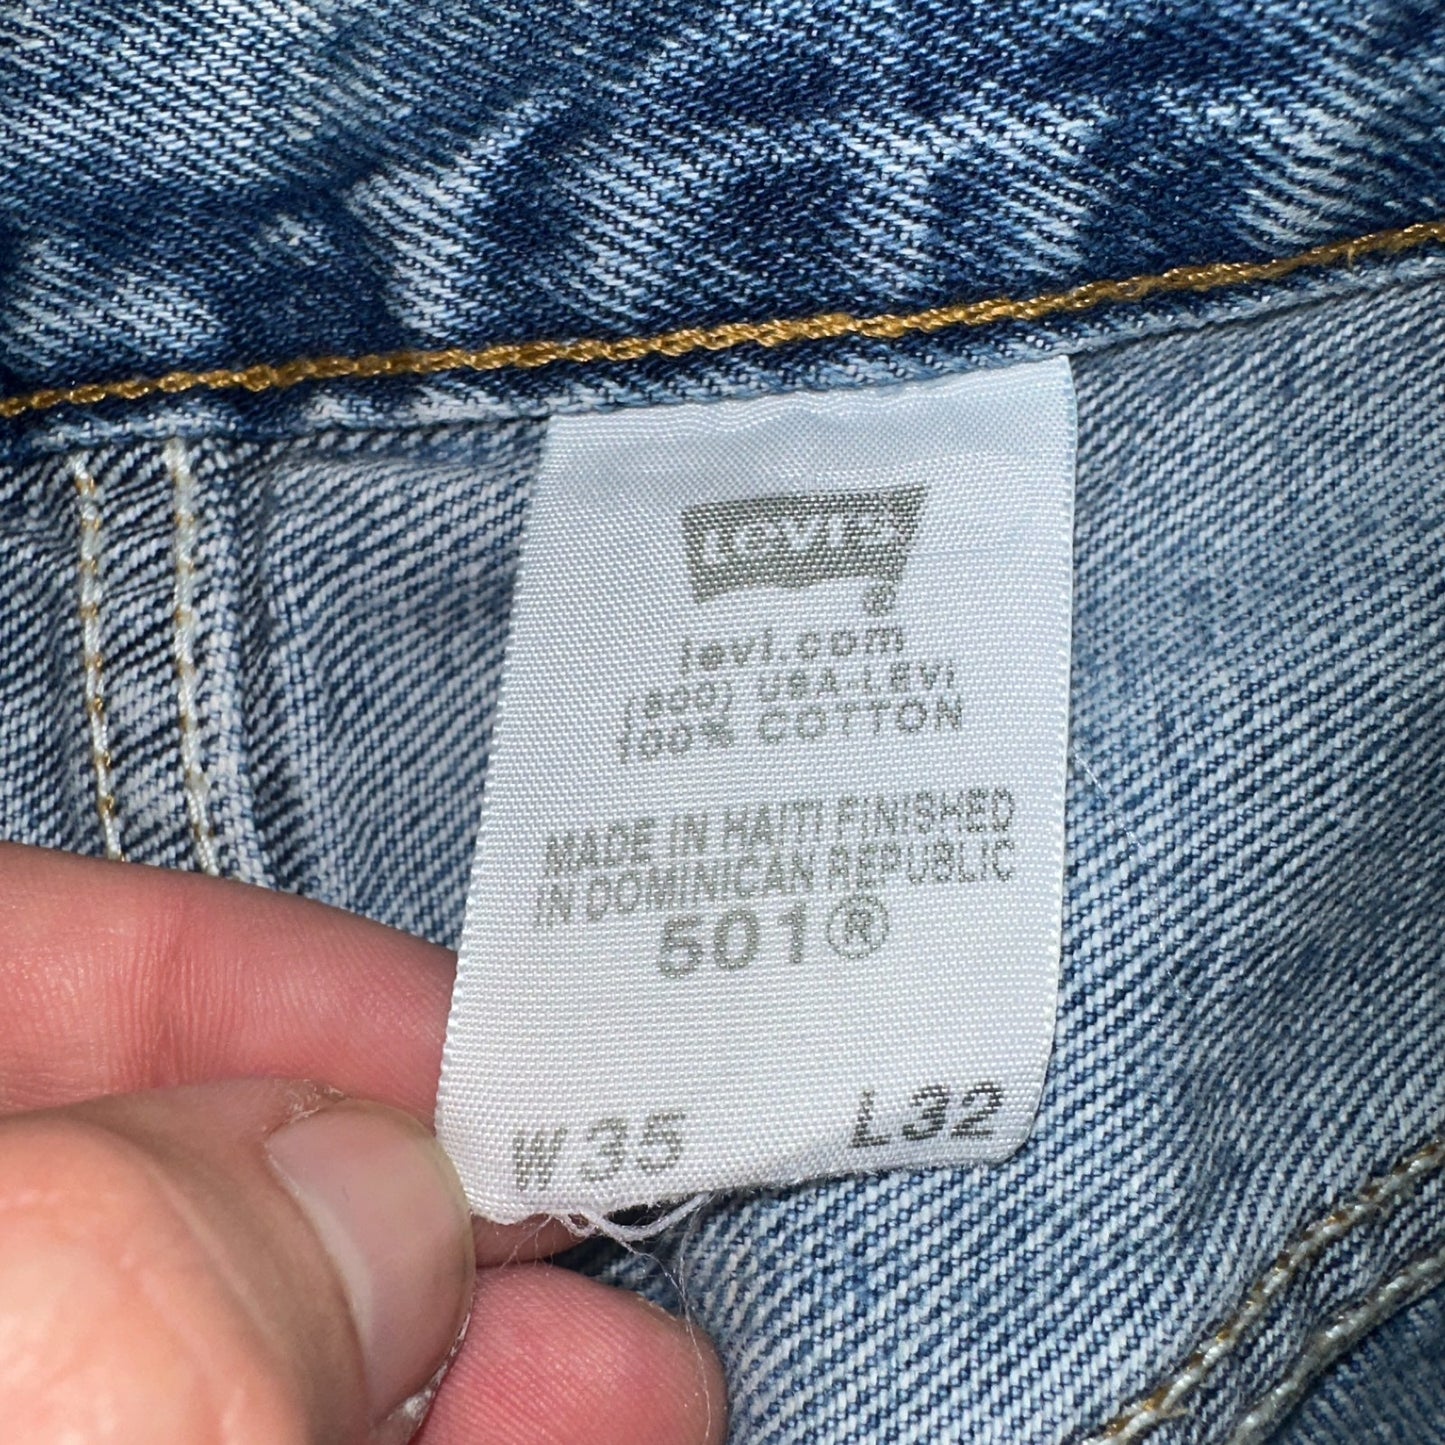 LEVI'S
®
levi.com
(800) USA-LEVI
100% COTTON
MADE IN HAITI FINISHED
IN DOMINICAN REPUBLIC
501®
W35 L32